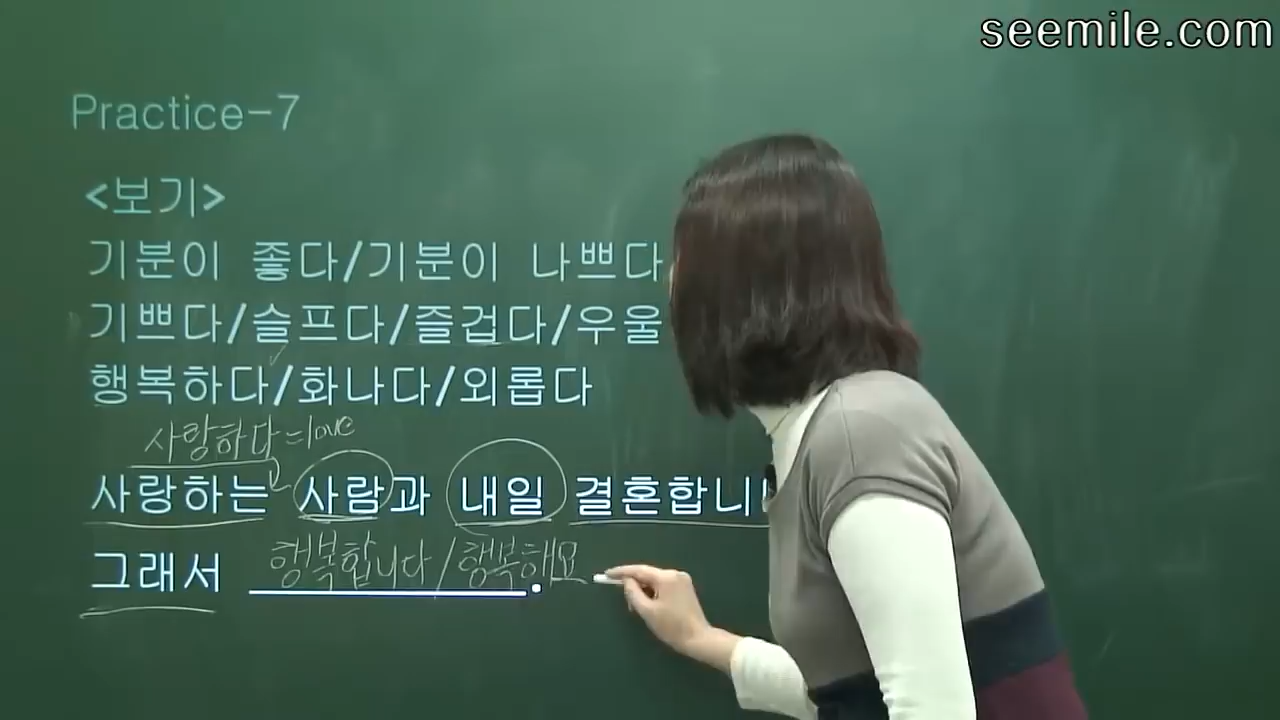 seemile.com
Practice-7
<보기>
기분이 좋다/기분이 나쁘다
기쁘다/슬프다/즐겁다/우울
행복하다/화나다/외롭다
사랑하다=love
사랑하는 사람과 내일 결혼합니
그래서 행복합니다/행복해요.